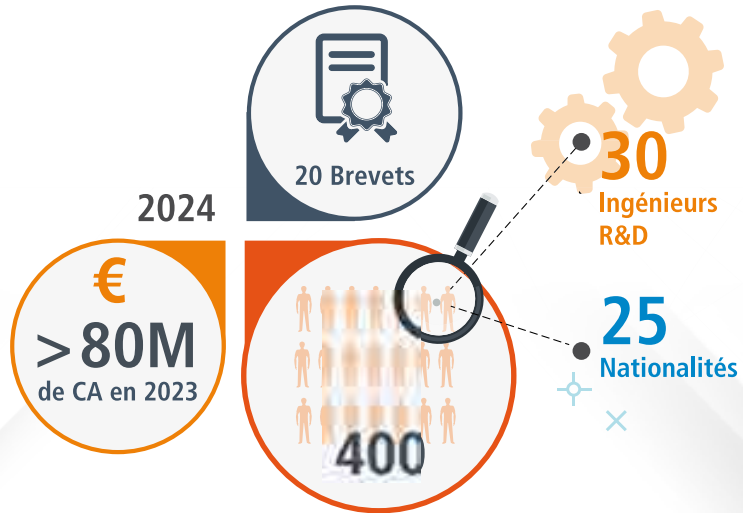 20 Brevets
2024
€
> 80M
de CA en 2023
400
30
Ingénieurs
R&D
25
Nationalités